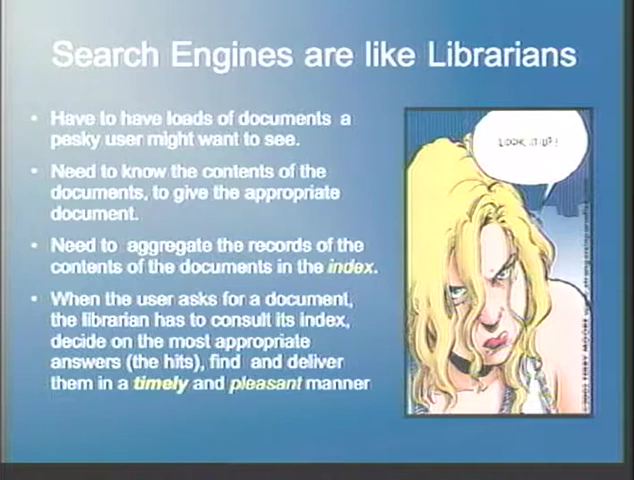 Search Engines are like Librarians
• Have to have loads of documents a
pesky user might want to see.
• Need to know the contents of the
documents, to give the appropriate
document.
• Need to aggregate the records of the
contents of the documents in the index.
• When the user asks for a document,
the librarian has to consult its index,
decide on the most appropriate
answers (the hits), find and deliver
them in a timely and pleasant manner
LOOK IT UP!
TERRY MOORE